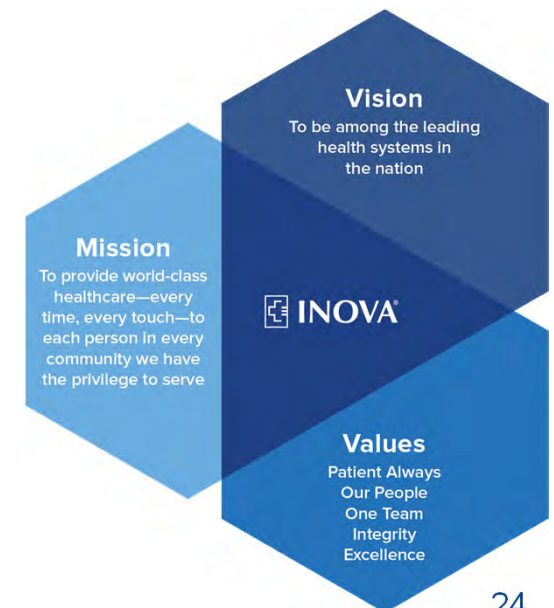 Vision
To be among the leading
health systems in
the nation
Mission
To provide world-class
healthcare—every
time, every touch—to
each person in every
community we have
the privilege to serve
INOVA®
Values
Patient Always
Our People
One Team
Integrity
Excellence
24